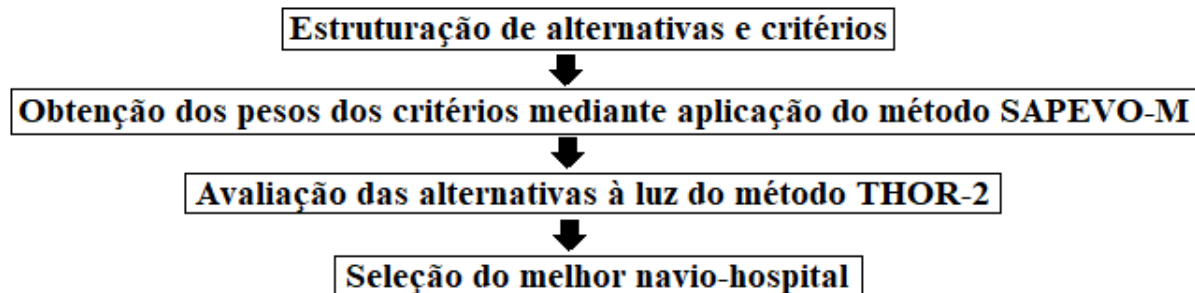 Estruturação de alternativas e critérios
Obtenção dos pesos dos critérios mediante aplicação do método SAPEVO-M
Avaliação das alternativas à luz do método THOR-2
Seleção do melhor navio-hospital